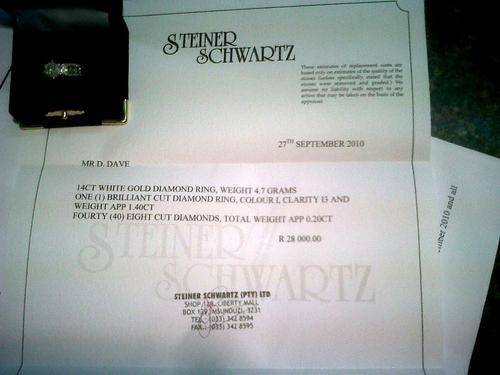 STEINER
SCHWARTZ
These estimates of replacement costs are
based only on estimates of the quality of the
stones (unless specifically stated that the
stones were unmount and graded.) We
assume no liability with respect to any
action that may be taken on the basis of the
appraisal
27TH SEPTEMBER 2010
MR D. DAVE
14CT WHITE GOLD DIAMOND RING, WEIGHT 4.7 GRAMS
ONE (1) BRILLIANT CUT DIAMOND RING, COLOUR I, CLARITY I3 AND
WEIGHT APP 1.40CT
FOURTY (40) EIGHT CUT DIAMONDS, TOTAL WEIGHT APP 0.20CT
R 28 000.00
STEINER
SCHWARTZ
STEINER SCHWARTZ (PTY) LTD
SHOP 129, LIBERTY MALL
BOX 129, MSUNDUZI, 3231
TEL: (033) 342 8594
FAX: (033) 342 8595
2010 and all